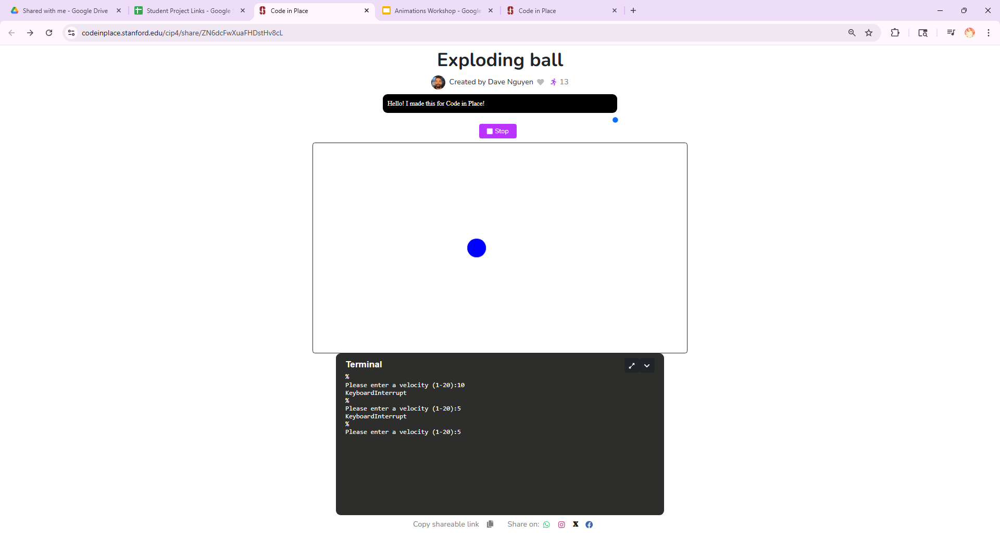 Shared with me - Google Drive
Student Project Links - Google
Code in Place
Animations Workshop - Google
Code in Place
codeinplace.stanford.edu/cip4/share/ZN6dcFwXuaFHDstHv8cL
Exploding ball
Created by Dave Nguyen 13
Hello! I made this for Code in Place!
Stop
Terminal
%
Please enter a velocity (1-20):10
KeyboardInterrupt
%
Please enter a velocity (1-20):5
KeyboardInterrupt
%
Please enter a velocity (1-20):5
Copy shareable link Share on: